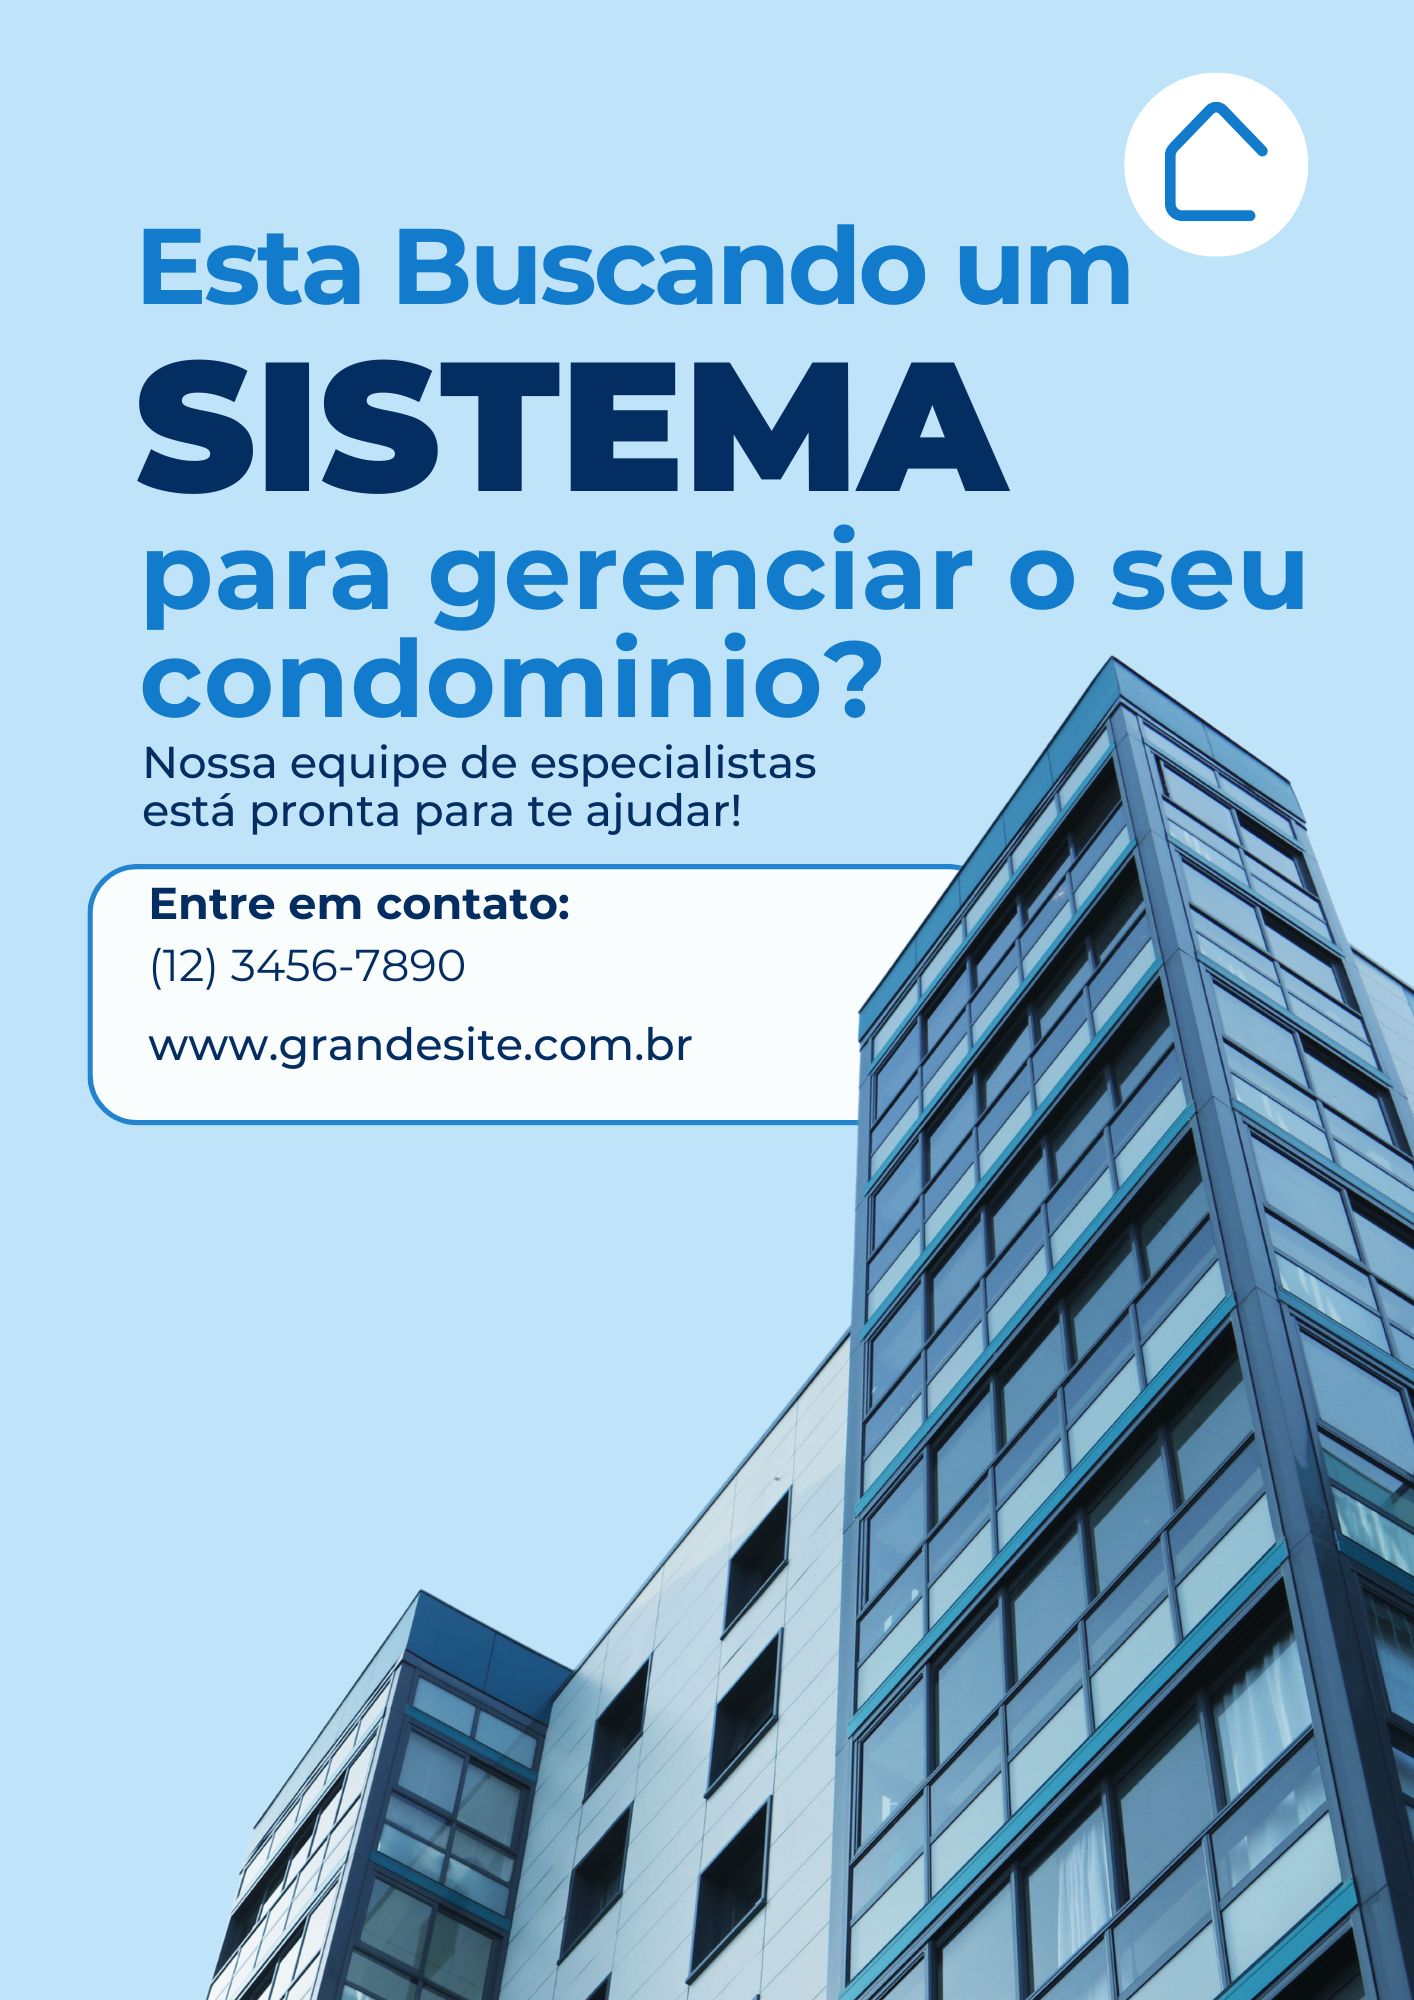 Esta Buscando um
SISTEMA
para gerenciar o seu
condominio?
Nossa equipe de especialistas
está pronta para te ajudar!
Entre em contato:
(12) 3456-7890
www.grandesite.com.br